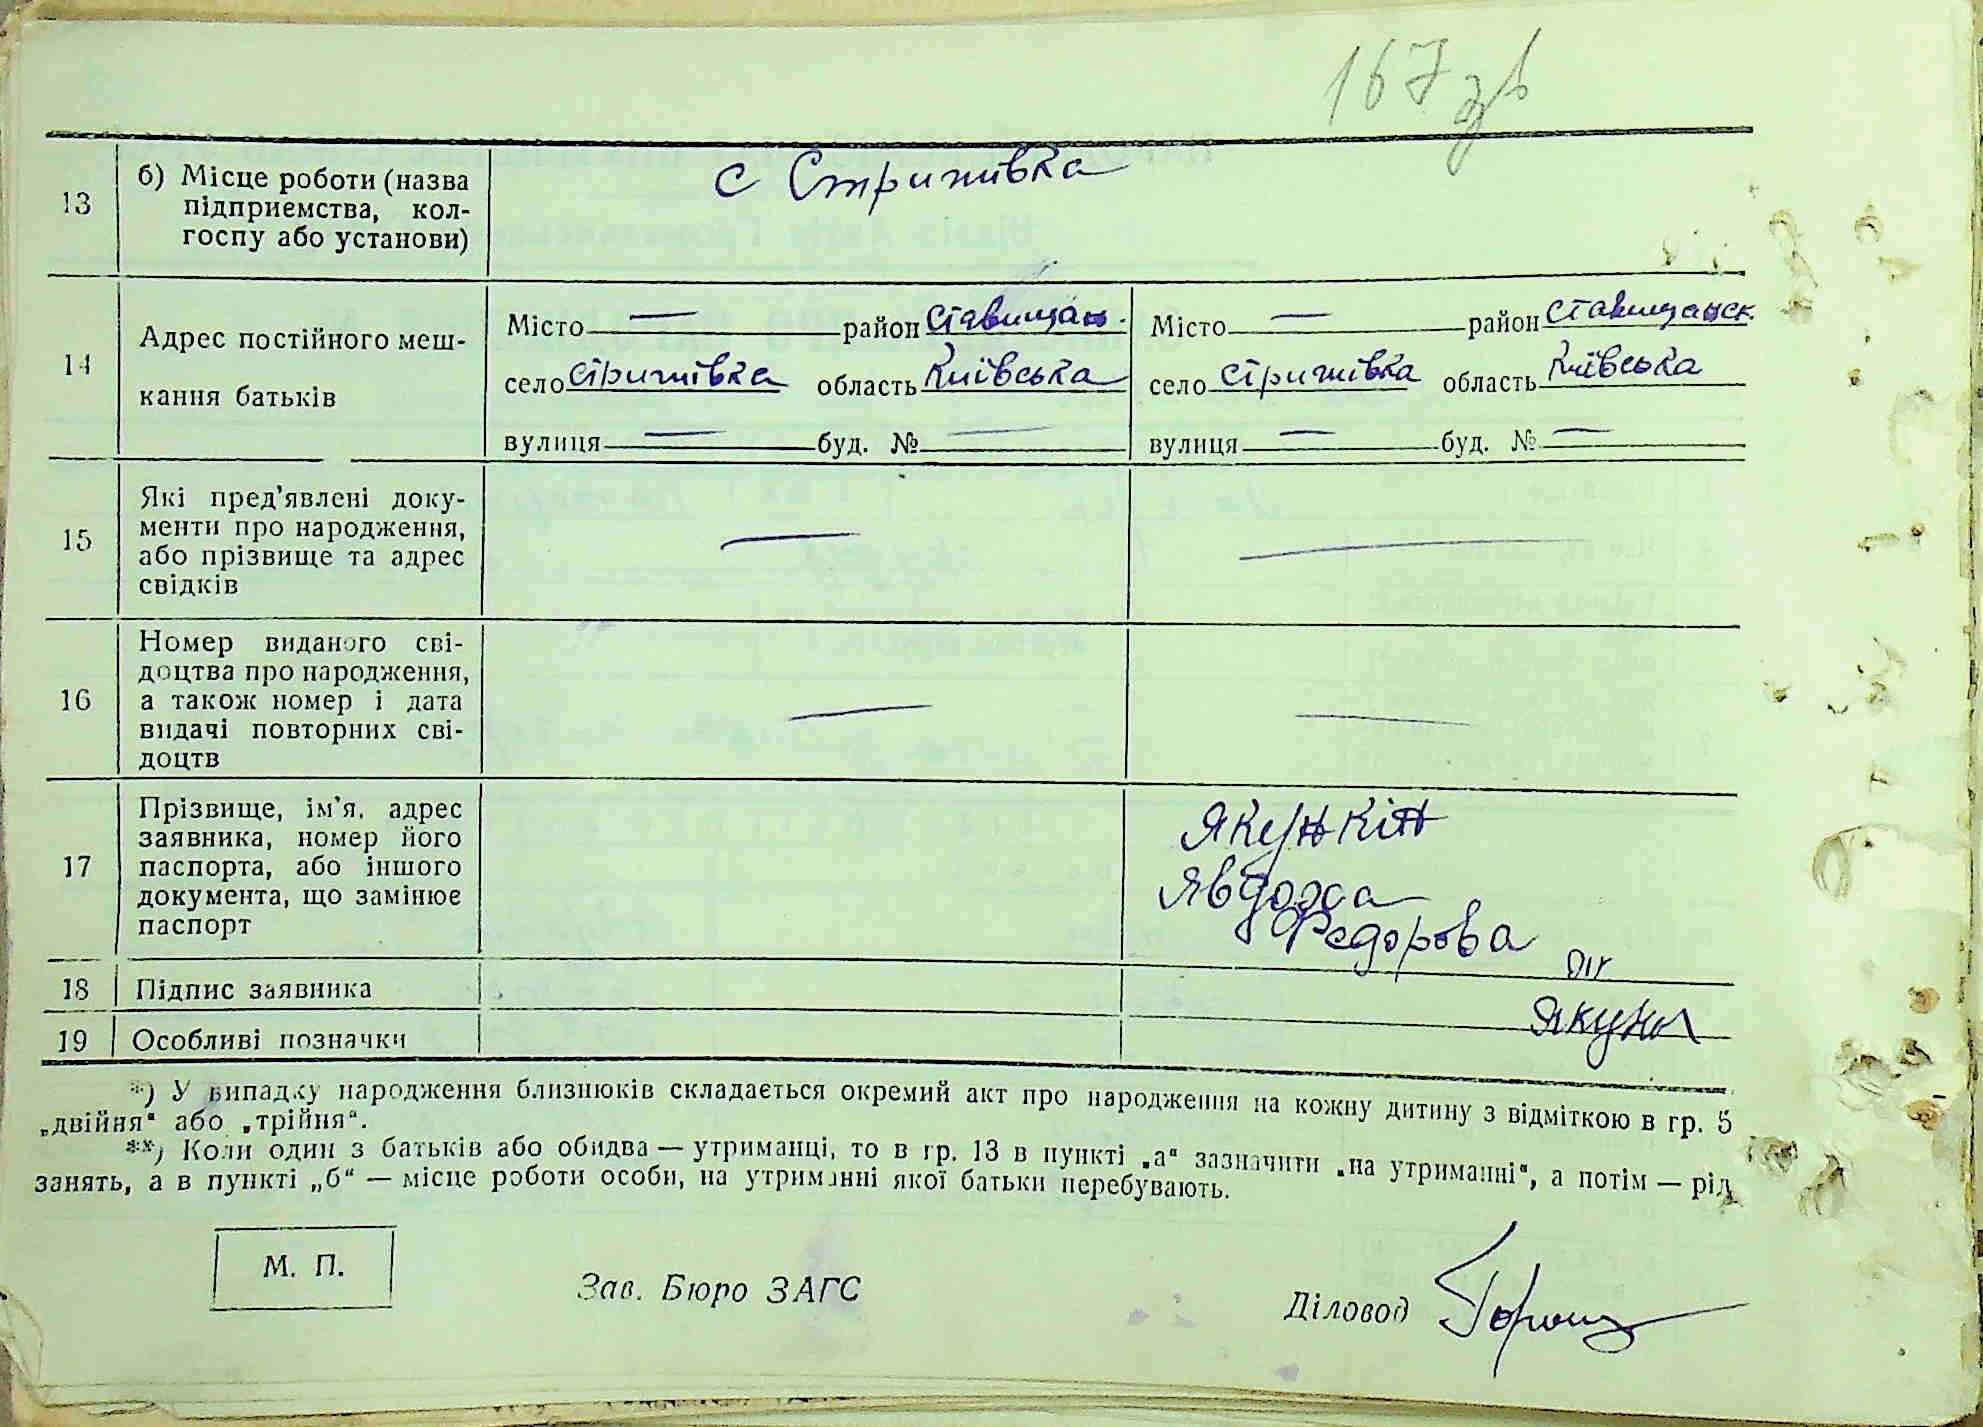 167 зв
13
б) Місце роботи (назва
підприємства, кол-
госпу або установи)
с Стрижівка
14
Адрес постійного меш-
кання батьків
Місто — район Ставищан.
село Стрижівка область Київська
вулиця — буд. № —
Місто — район Ставищанск
село Стрижівка область Київська
вулиця — буд. № —
15
Які пред'явлені доку-
менти про народження,
або прізвище та адрес
свідків
—
—
16
Номер виданого сві-
доцтва про народження,
а також номер і дата
видачі повторних сві-
доцтв
—
—
17
Прізвище, ім'я, адрес
заявника, номер його
паспорта, або іншого
документа, що замінює
паспорт
Федорова
18
Підпис заявника
19
Особливі позначки
*) У випадку народження близнюків складається окремий акт про народження на кожну дитину з відміткою в гр. 5
„двійня“ або „трійня“.
**) Коли один з батьків або обидва — утриманці, то в гр. 13 в пункті „а“ зазначити „на утриманні“, а потім — рід
занять, а в пункті „б“ — місце роботи особи, на утриманні якої батьки перебувають.
М. П.
Зав. Бюро ЗАГС
Діловод